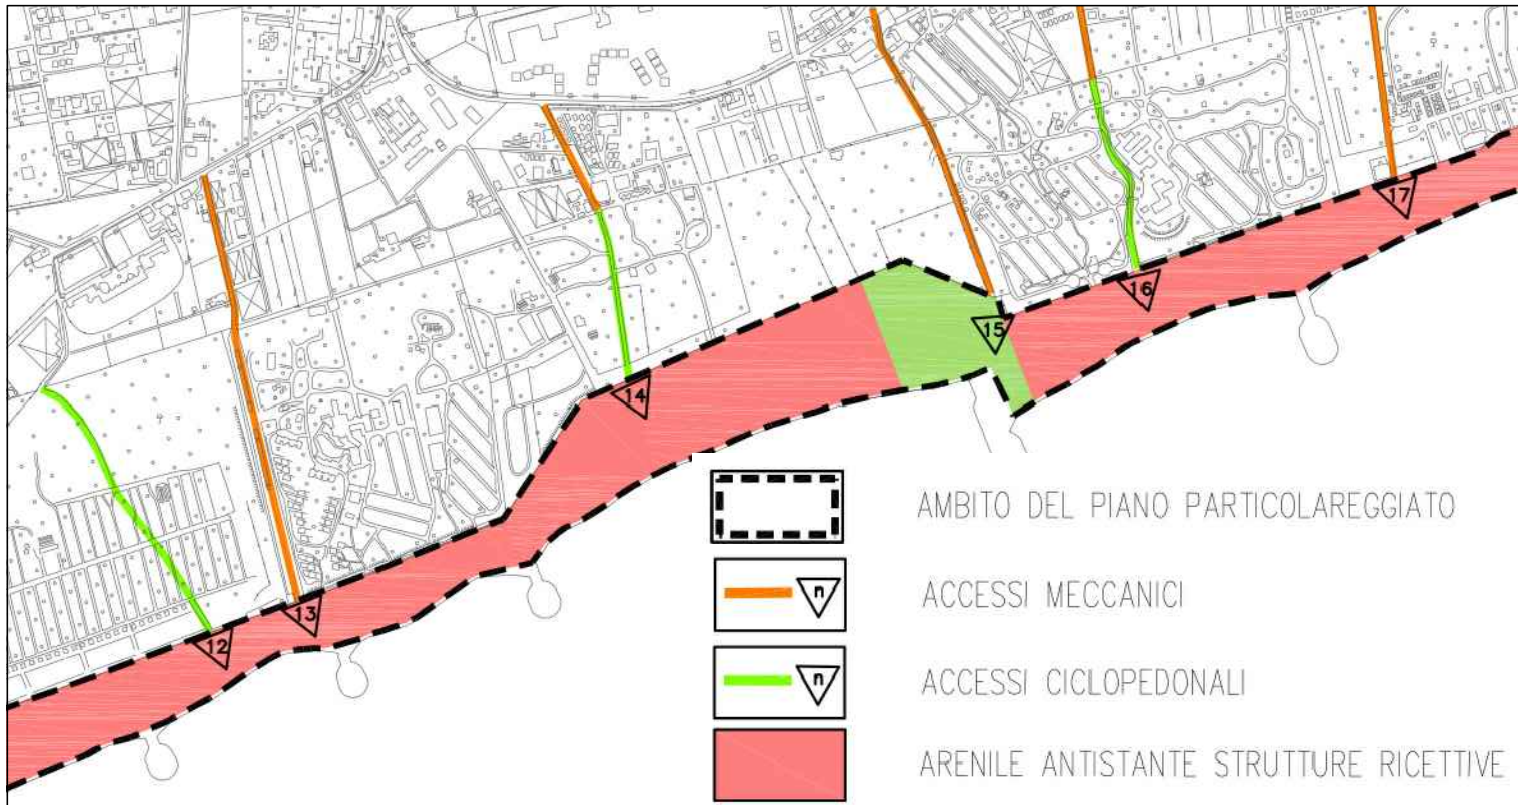 17
16
15
14
13
12
AMBITO DEL PIANO PARTICOLAREGGIATO
n ACCESSI MECCANICI
n ACCESSI CICLOPEDONALI
ARENILE ANTISTANTE STRUTTURE RICETTIVE